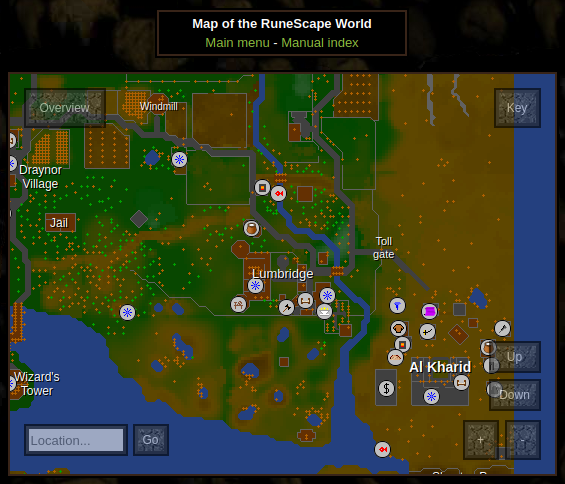 Map of the RuneScape World
Main menu - Manual index
Overview
Windmill
Key
Draynor
Village
Jail
Toll
gate
Lumbridge
Up
Al Kharid
Wizard's
Tower
$
Down
Location...
Go
+
-